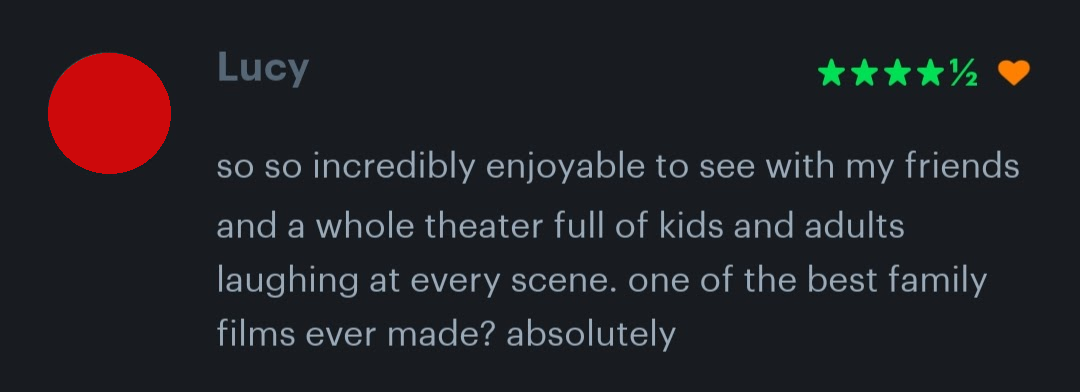 Lucy
★★★★½
so so incredibly enjoyable to see with my friends
and a whole theater full of kids and adults
laughing at every scene. one of the best family
films ever made? absolutely